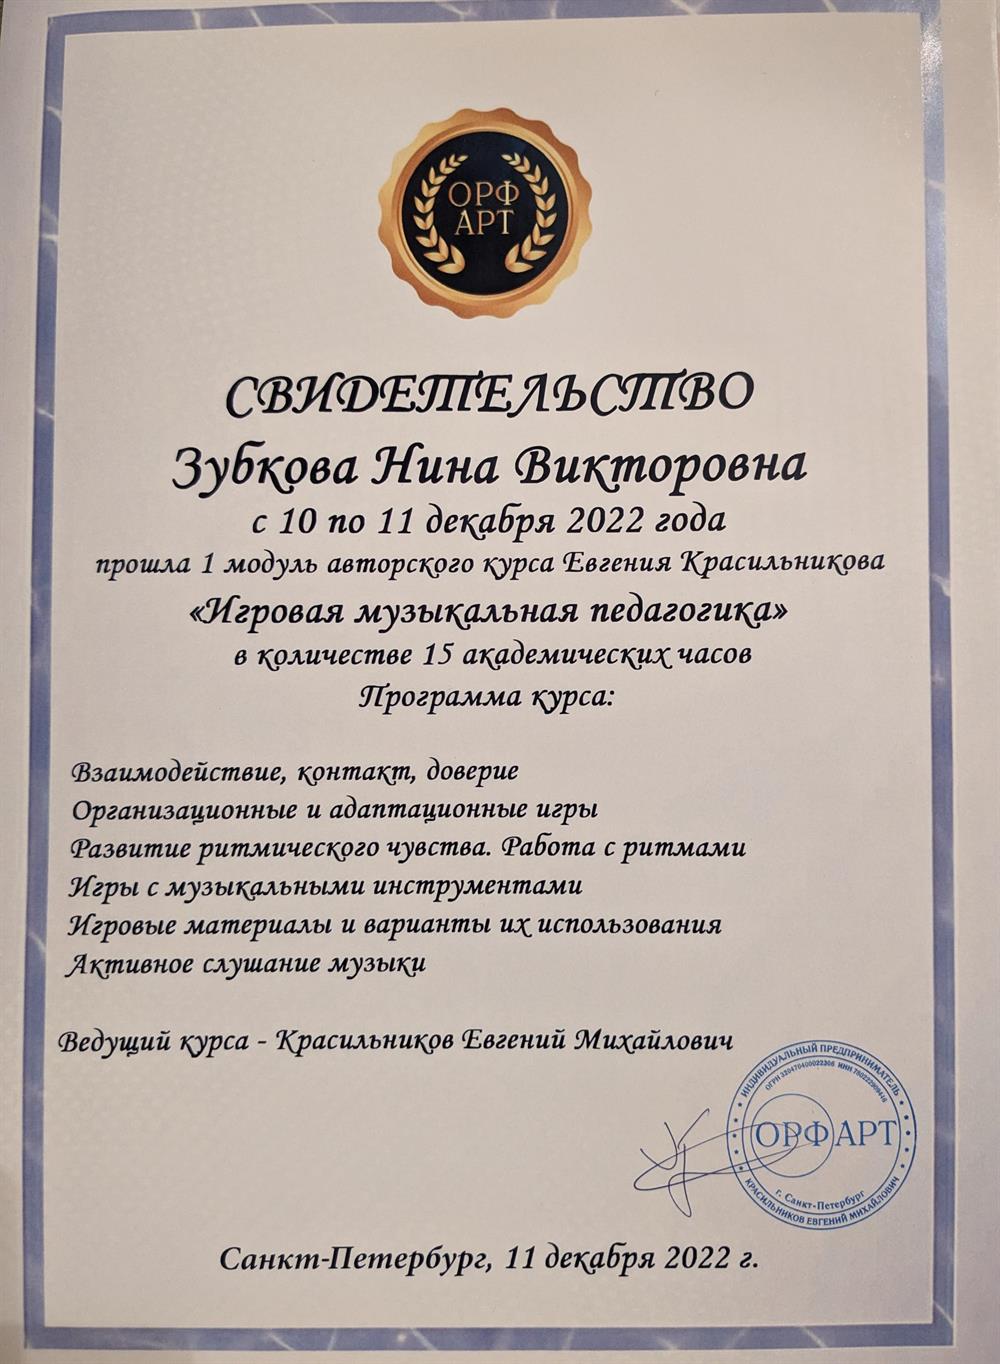 ОРФ
АРТ
СВИДЕТЕЛЬСТВО
Зубкова Нина Викторовна
с 10 по 11 декабря 2022 года
прошла 1 модуль авторского курса Евгения Красильникова
«Игровая музыкальная педагогика»
в количестве 15 академических часов
Программа курса:
Взаимодействие, контакт, доверие
Организационные и адаптационные игры
Развитие ритмического чувства. Работа с ритмами
Игры с музыкальными инструментами
Игровые материалы и варианты их использования
Активное слушание музыки
Ведущий курса - Красильников Евгений Михайлович
ИНДИВИДУАЛЬНЫЙ ПРЕДПРИНИМАТЕЛЬ
ОГРН ИНН
ОРФ АРТ
г. Санкт-Петербург
КРАСИЛЬНИКОВ ЕВГЕНИЙ МИХАЙЛОВИЧ
Санкт-Петербург, 11 декабря 2022 г.